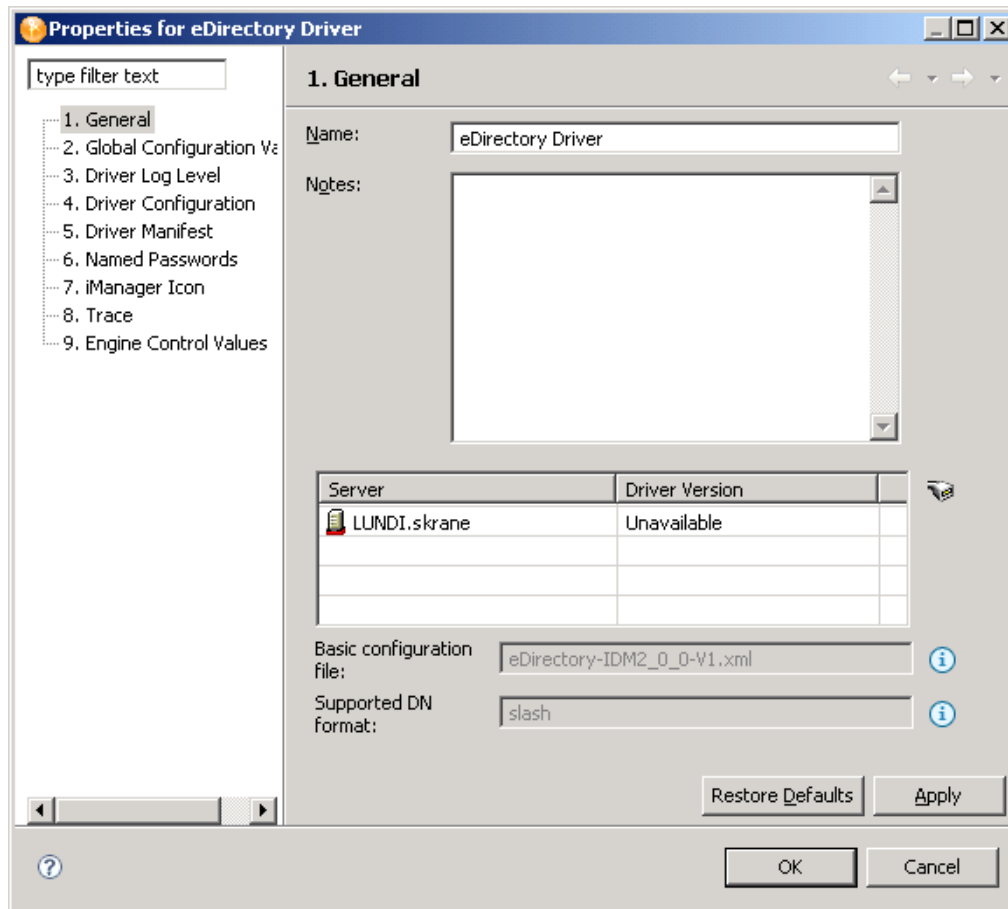 Properties for eDirectory Driver
type filter text
1. General
2. Global Configuration Va
3. Driver Log Level
4. Driver Configuration
5. Driver Manifest
6. Named Passwords
7. iManager Icon
8. Trace
9. Engine Control Values
1. General
Name:
eDirectory Driver
Notes:
Server Driver Version
LUNDI.skrane Unavailable
Basic configuration
file:
eDirectory-IDM2_0_0-V1.xml
Supported DN
format:
slash
Restore Defaults
Apply
OK
Cancel